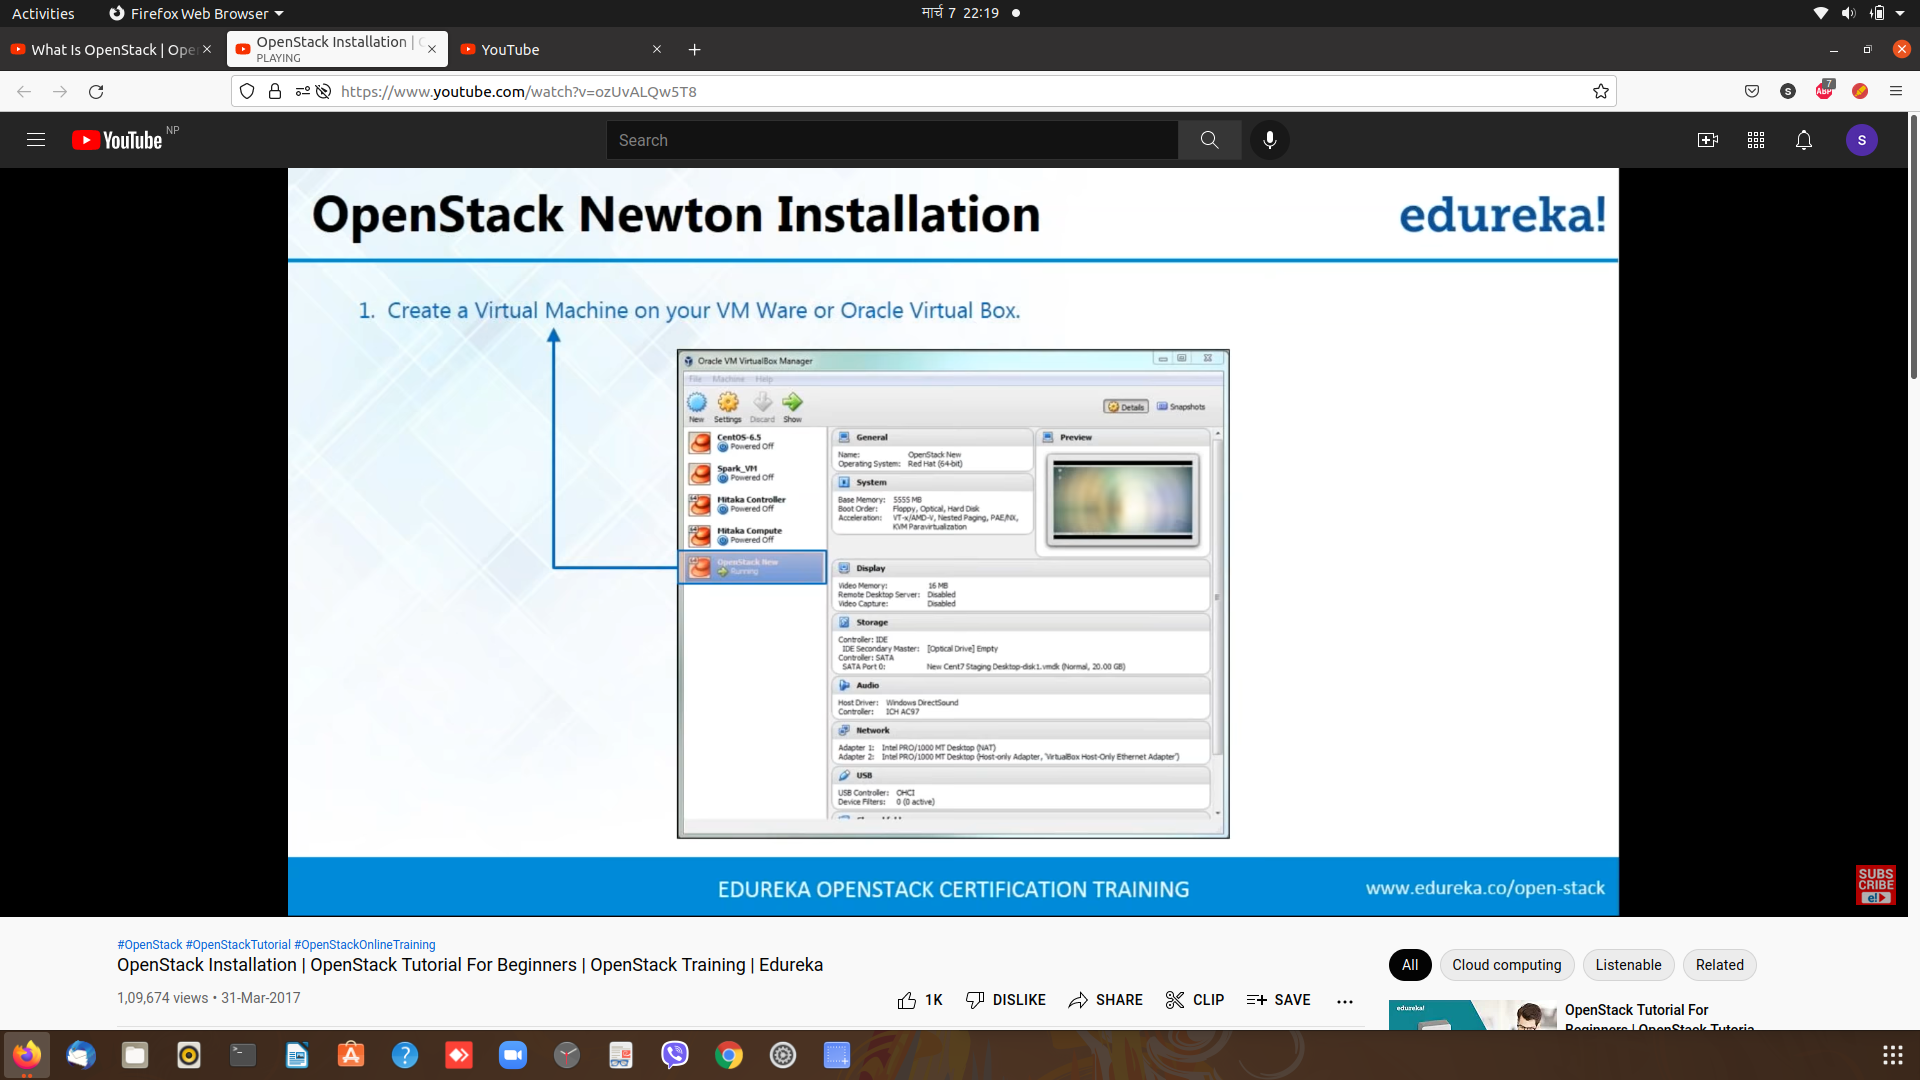 Activities
Firefox Web Browser
मार्च 7 22:19
What Is OpenStack | Ope
OpenStack Installation |
PLAYING
YouTube
https://www.youtube.com/watch?v=ozUvALQw5T8
S
ABP
7
YouTube NP
Search
S
OpenStack Newton Installation
edureka!
1. Create a Virtual Machine on your VM Ware or Oracle Virtual Box.
Oracle VM VirtualBox Manager
File Machine Help
New Settings Discard Show
Details Snapshots
CentOS-6.5
Powered Off
Spark_VM
Powered Off
Mitaka Controller
Powered Off
Mitaka Compute
Powered Off
OpenStack New
Running
General
Name: OpenStack New
Operating System: Red Hat (64-bit)
System
Base Memory: 5555 MB
Boot Order: Floppy, Optical, Hard Disk
Acceleration: VT-x/AMD-V, Nested Paging, PAE/NX,
KVM Paravirtualization
Preview
Display
Video Memory: 16 MB
Remote Desktop Server: Disabled
Video Capture: Disabled
Storage
Controller: IDE
IDE Secondary Master: [Optical Drive] Empty
Controller: SATA
SATA Port 0: New Cent7 Staging Desktop-disk1.vmdk (Normal, 20.00 GB)
Audio
Host Driver: Windows DirectSound
Controller: ICH AC97
Network
Adapter 1: Intel PRO/1000 MT Desktop (NAT)
Adapter 2: Intel PRO/1000 MT Desktop (Host-only Adapter, 'VirtualBox Host-Only Ethernet Adapter')
USB
USB Controller: OHCI
Device Filters: 0 (0 active)
EDUREKA OPENSTACK CERTIFICATION TRAINING
www.edureka.co/open-stack
SUBS
CRIBE
e!
#OpenStack #OpenStackTutorial #OpenStackOnlineTraining
OpenStack Installation | OpenStack Tutorial For Beginners | OpenStack Training | Edureka
1,09,674 views • 31-Mar-2017
1K DISLIKE SHARE CLIP SAVE
All Cloud computing Listenable Related
edureka!
OpenStack Tutorial For
Beginners | OpenStack Tutoria